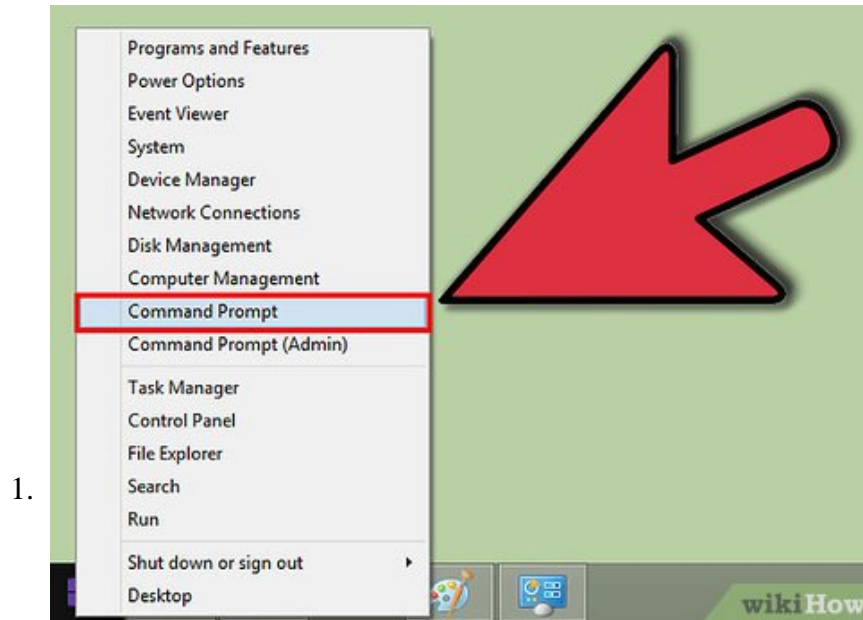 Programs and Features
Power Options
Event Viewer
System
Device Manager
Network Connections
Disk Management
Computer Management
Command Prompt
Command Prompt (Admin)
Task Manager
Control Panel
File Explorer
Search
1.
Run
Shut down or sign out
Desktop
wikiHow